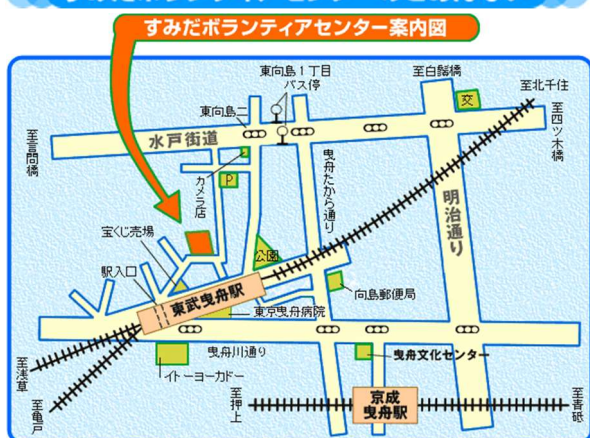 すみだボランティアセンター案内図
東向島1丁目
バス停
至白鬚橋
至北千住
交
東向島二
水戸街道
至四ツ木橋
至言問橋
カメラ店
P
曳舟たから通り
明治通り
宝くじ売場
公園
駅入口
東武曳舟駅
向島郵便局
東京曳舟病院
曳舟川通り
曳舟文化センター
イトーヨーカドー
至浅草
至亀戸
至押上
京成
曳舟駅
至青砥